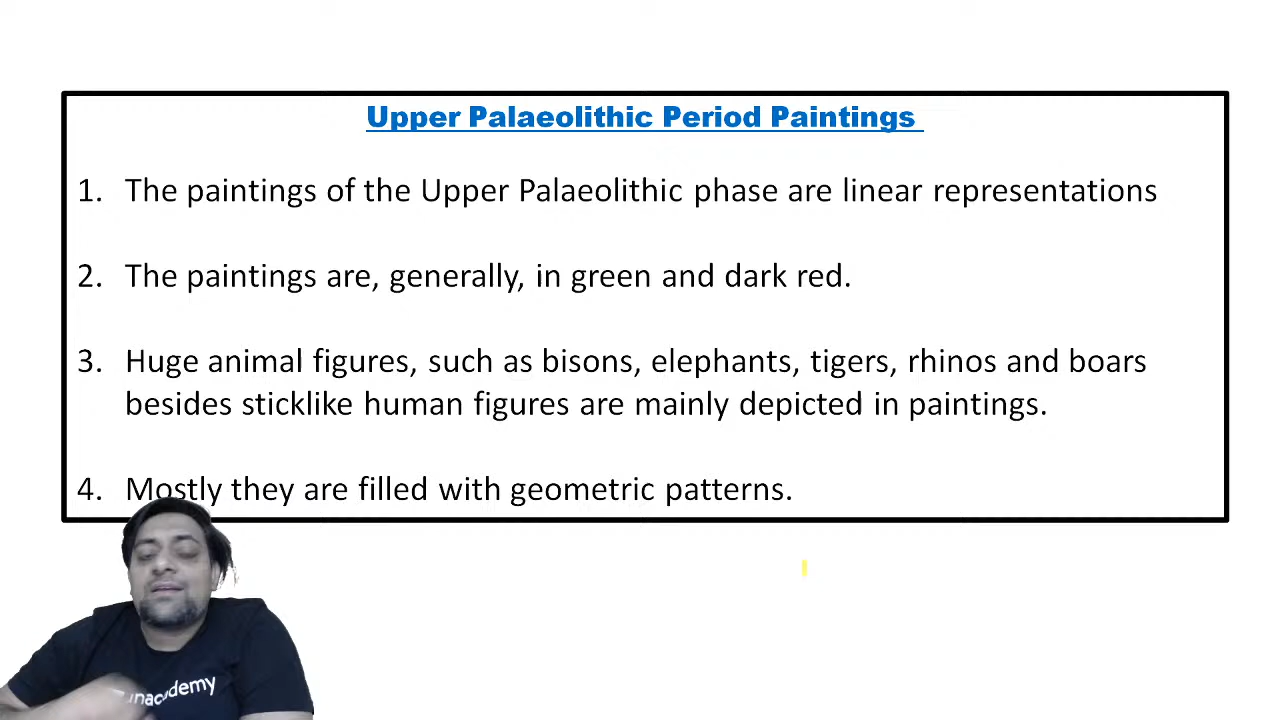 Upper Palaeolithic Period Paintings
1. The paintings of the Upper Palaeolithic phase are linear representations
2. The paintings are, generally, in green and dark red.
3. Huge animal figures, such as bisons, elephants, tigers, rhinos and boars
besides sticklike human figures are mainly depicted in paintings.
4. Mostly they are filled with geometric patterns.
unacademy